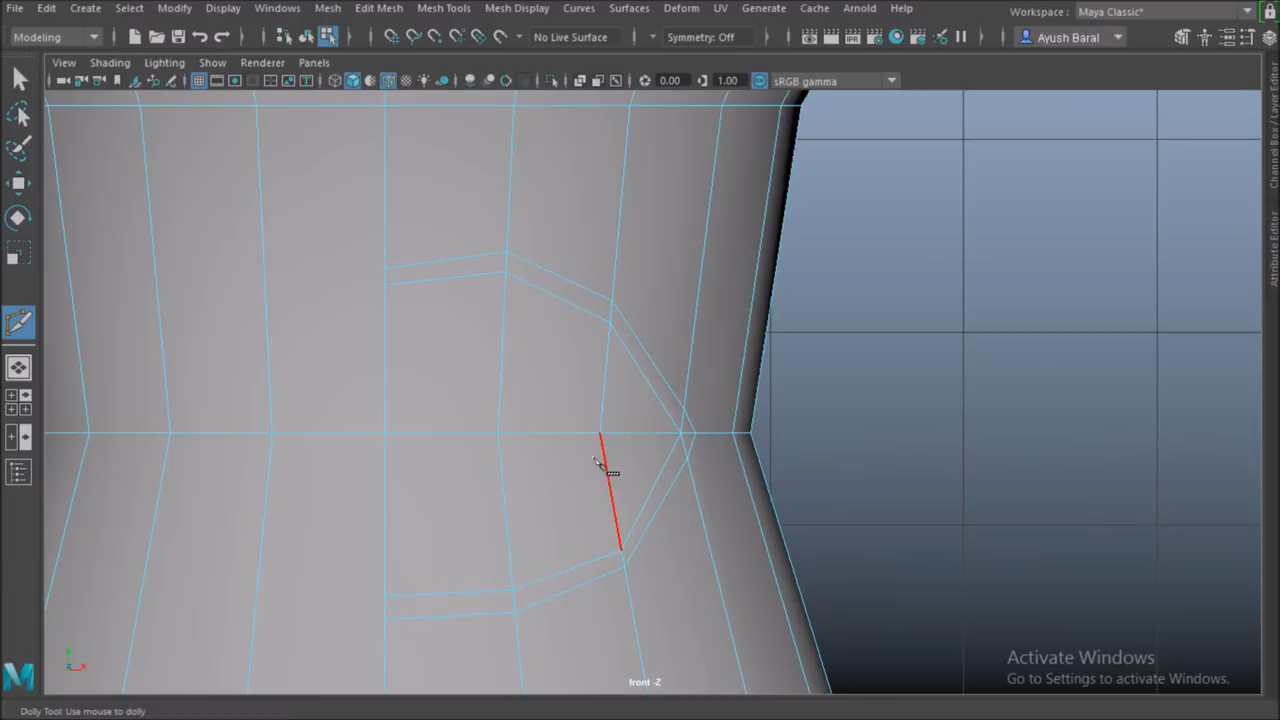 File Edit Create Select Modify Display Windows Mesh Edit Mesh Mesh Tools Mesh Display Curves Surfaces Deform UV Generate Cache Arnold Help Workspace: Maya Classic*
Modeling No Live Surface Symmetry: Off Ayush Baral
View Shading Lighting Show Renderer Panels
0.00 1.00 sRGB gamma
Channel Box / Layer Editor
Attribute Editor
Activate Windows
Go to Settings to activate Windows.
front -Z
Dolly Tool: Use mouse to dolly